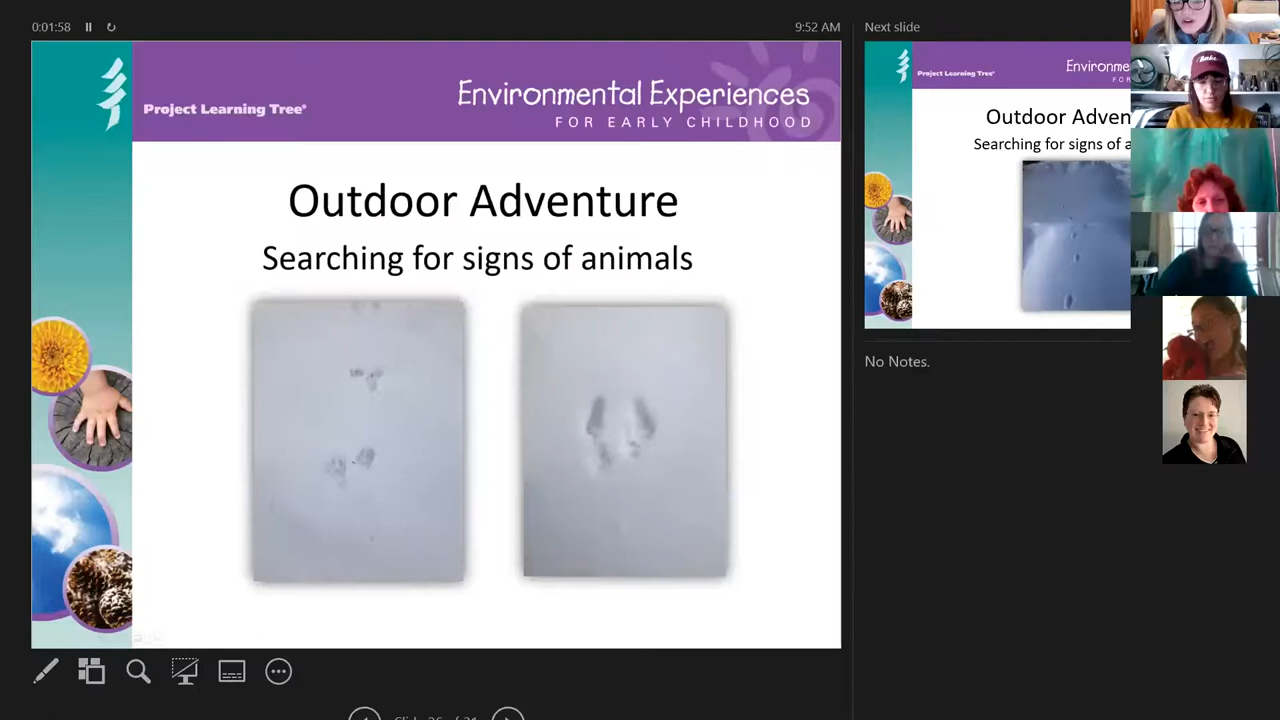 0:01:58
9:52 AM
Project Learning Tree®
Environmental Experiences
FOR EARLY CHILDHOOD
Outdoor Adventure
Searching for signs of animals
Next slide
Project Learning Tree®
Environme
FOR
Outdoor Adven
Searching for signs of a
No Notes.